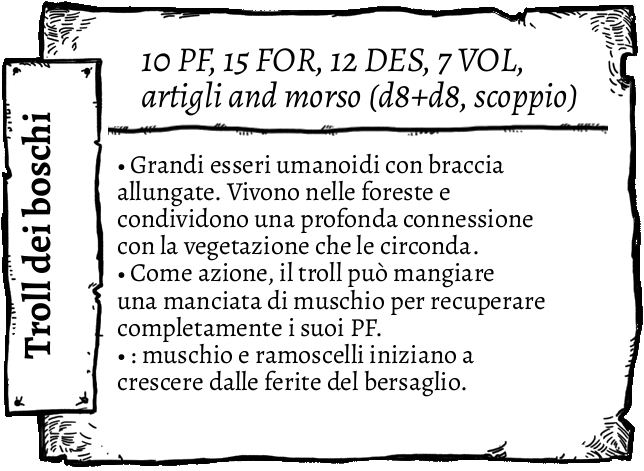 Troll dei boschi
10 PF, 15 FOR, 12 DES, 7 VOL,
artigli and morso (d8+d8, scoppio)
• Grandi esseri umanoidi con braccia
allungate. Vivono nelle foreste e
condividono una profonda connessione
con la vegetazione che le circonda.
• Come azione, il troll può mangiare
una manciata di muschio per recuperare
completamente i suoi PF.
• : muschio e ramoscelli iniziano a
crescere dalle ferite del bersaglio.